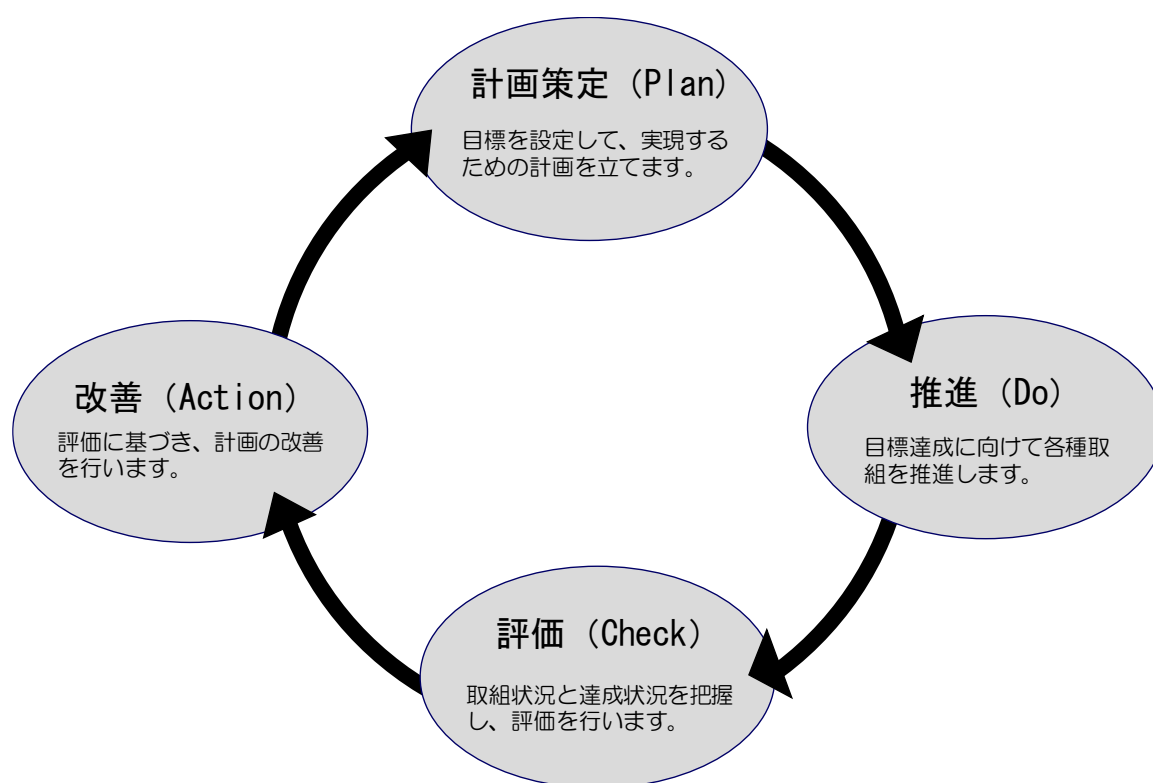 計画策定（Plan）
目標を設定して、実現する
ための計画を立てます。
推進（Do）
目標達成に向けて各種取
組を推進します。
評価（Check）
取組状況と達成状況を把握
し、評価を行います。
改善（Action）
評価に基づき、計画の改善
を行います。